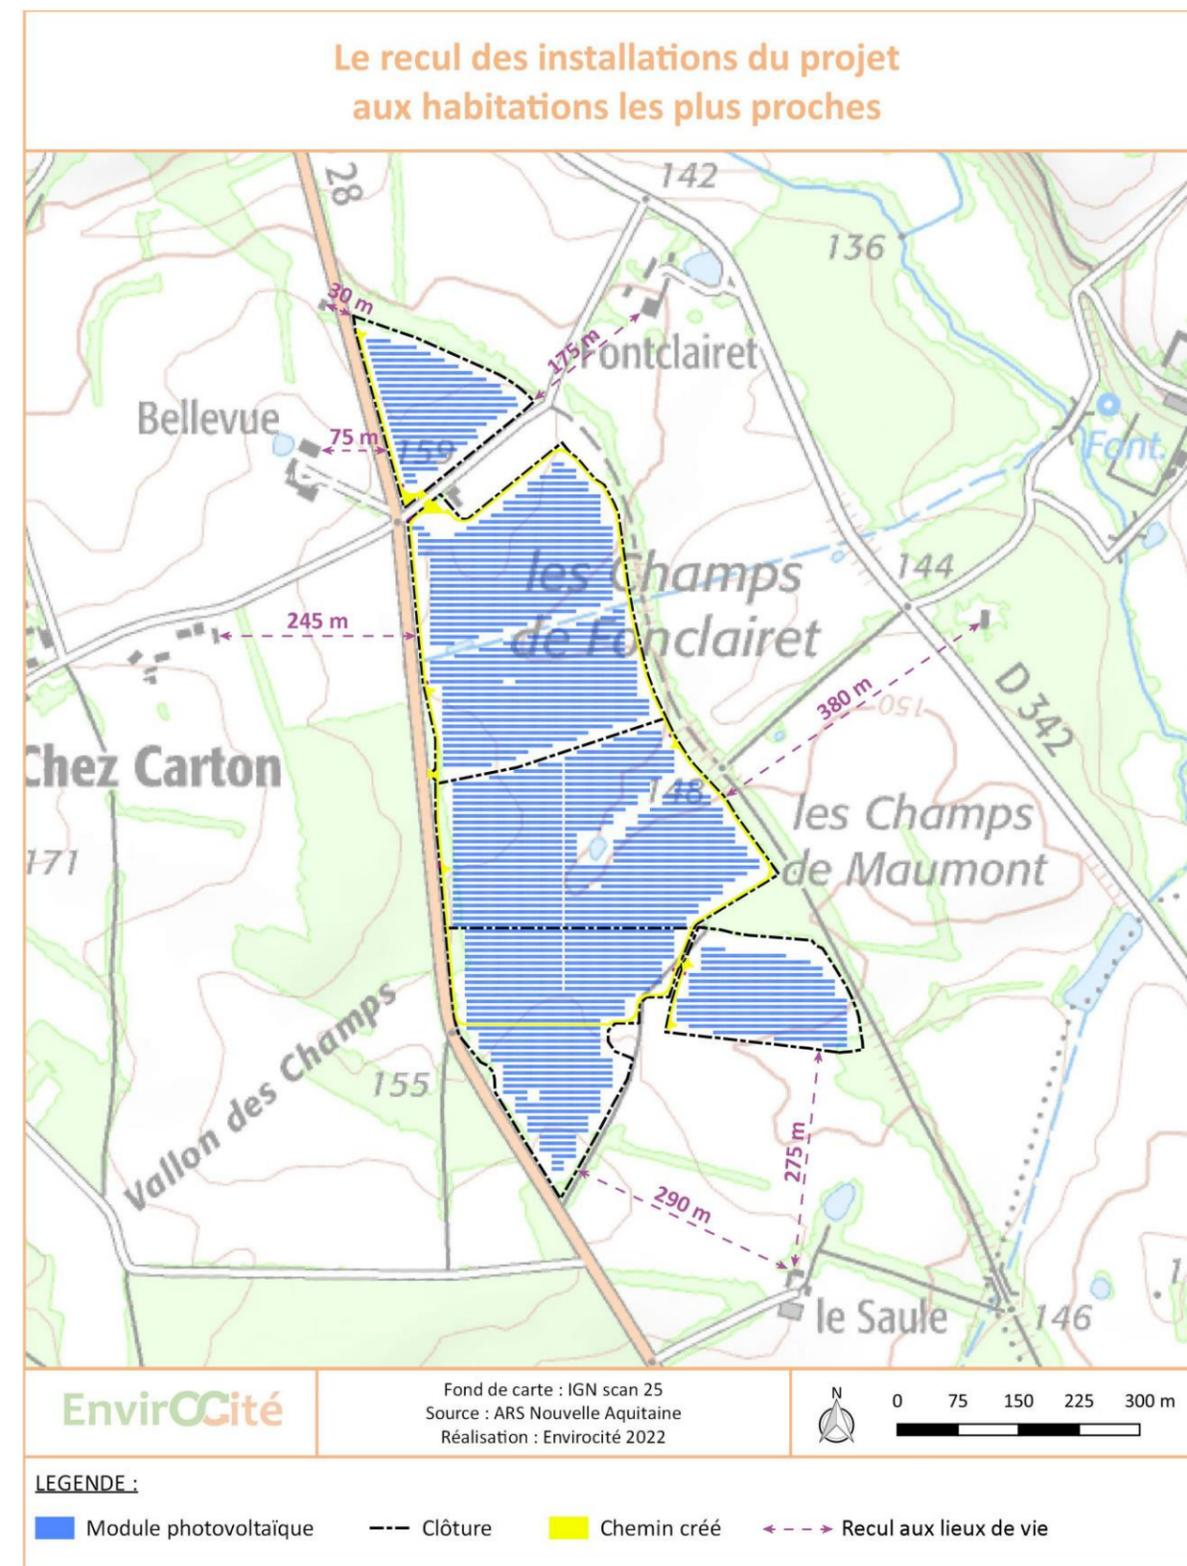 Le recul des installations du projet
aux habitations les plus proches
28
142
136
30 m
175 m
Fontclairet
Bellevue
75 m
159
Font.
les Champs
144
de Fonclairet
245 m
380 m
150
D 342
Chez Carton
148
les Champs
de Maumont
171
Vallon des Champs
155
275 m
290 m
le Saule
146
1
EnvirOCité
Fond de carte : IGN scan 25
Source : ARS Nouvelle Aquitaine
Réalisation : Envirocité 2022
N
0 75 150 225 300 m
LEGENDE :
Module photovoltaïque Clôture Chemin créé Recul aux lieux de vie